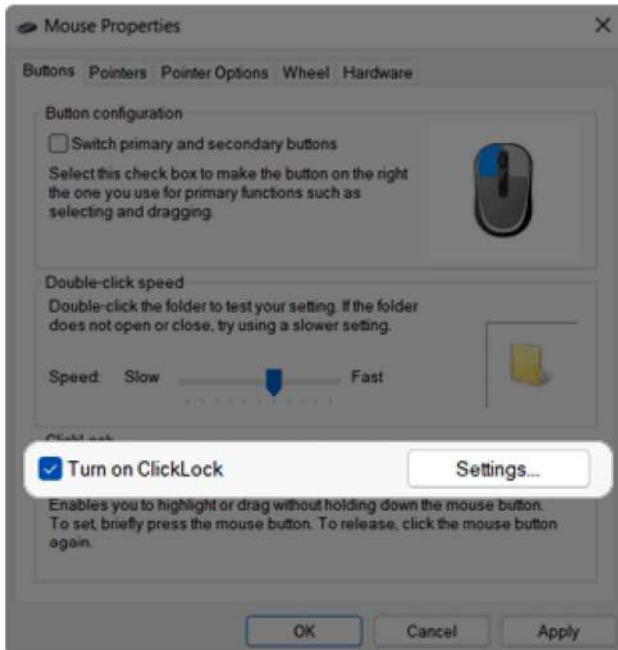 Mouse Properties
Buttons Pointers Pointer Options Wheel Hardware
Button configuration
Switch primary and secondary buttons
Select this check box to make the button on the right
the one you use for primary functions such as
selecting and dragging.
Double-click speed
Double-click the folder to test your setting. If the folder
does not open or close, try using a slower setting.
Speed: Slow Fast
ClickLock
Turn on ClickLock Settings...
Enables you to highlight or drag without holding down the mouse button.
To set, briefly press the mouse button. To release, click the mouse button
again.
OK Cancel Apply